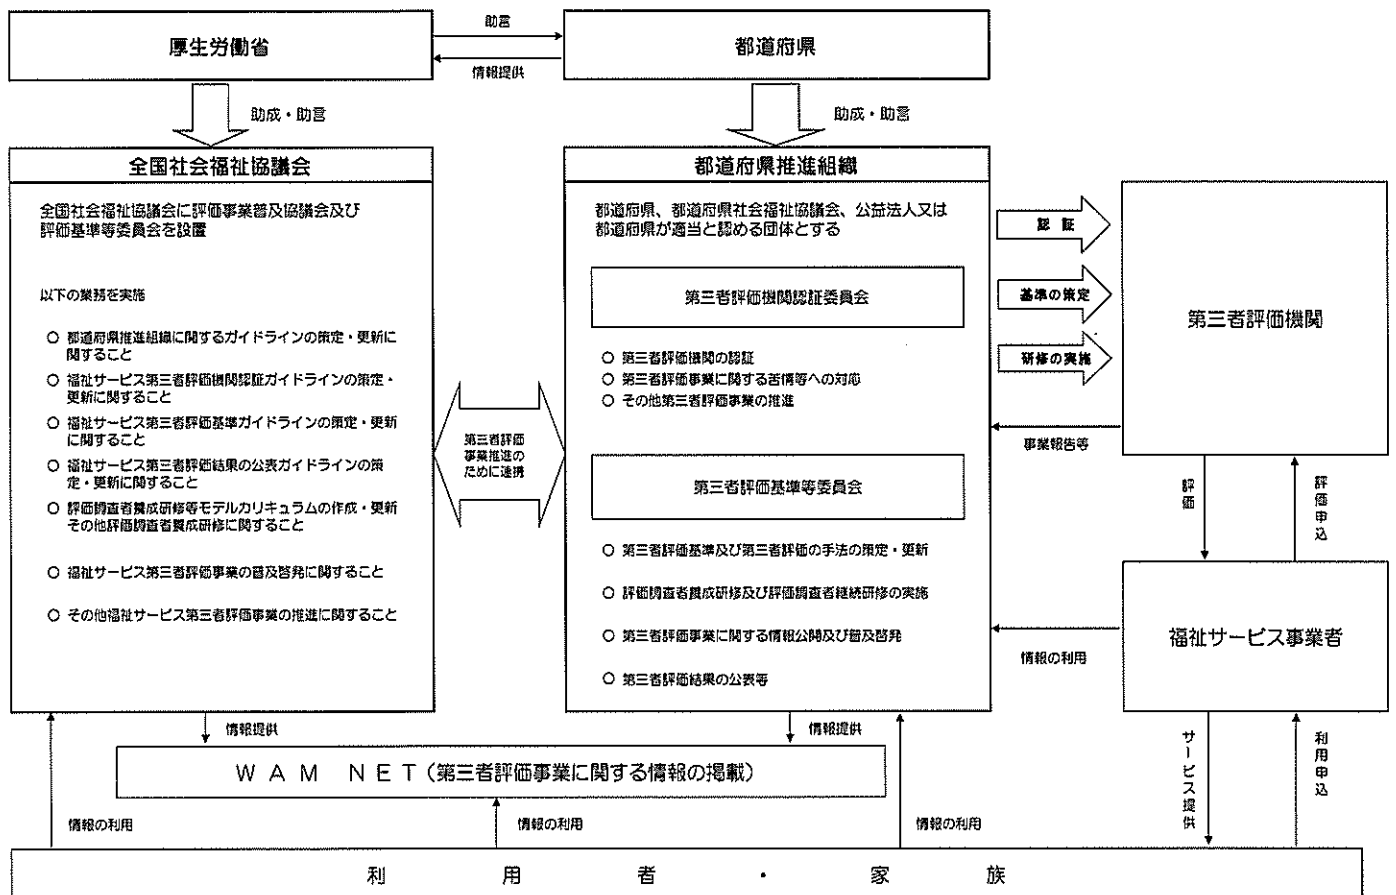 厚生労働省
助言
情報提供
都道府県
助成・助言
助成・助言
全国社会福祉協議会
全国社会福祉協議会に評価事業普及協議会及び
評価基準等委員会を設置
以下の業務を実施
○ 都道府県推進組織に関するガイドラインの策定・更新に
関すること
○ 福祉サービス第三者評価機関認証ガイドラインの策定・
更新に関すること
○ 福祉サービス第三者評価基準ガイドラインの策定・更新
に関すること
○ 福祉サービス第三者評価結果の公表ガイドラインの策
定・更新に関すること
○ 評価調査者養成研修等モデルカリキュラムの作成・更新
その他評価調査者養成研修に関すること
○ 福祉サービス第三者評価事業の普及啓発に関すること
○ その他福祉サービス第三者評価事業の推進に関すること
第三者評価
事業推進の
ために連携
都道府県推進組織
都道府県、都道府県社会福祉協議会、公益法人又は
都道府県が適当と認める団体とする
第三者評価機関認証委員会
○ 第三者評価機関の認証
○ 第三者評価事業に関する苦情等への対応
○ その他第三者評価事業の推進
第三者評価基準等委員会
○ 第三者評価基準及び第三者評価の手法の策定・更新
○ 評価調査者養成研修及び評価調査者継続研修の実施
○ 第三者評価事業に関する情報公開及び普及啓発
○ 第三者評価結果の公表等
認証
基準の策定
研修の実施
第三者評価機関
事業報告等
評価
評価申込
福祉サービス事業者
情報の利用
サービス提供
利用申込
情報提供
情報提供
WAM NET(第三者評価事業に関する情報の掲載)
情報の利用
情報の利用
情報の利用
利用者・家族